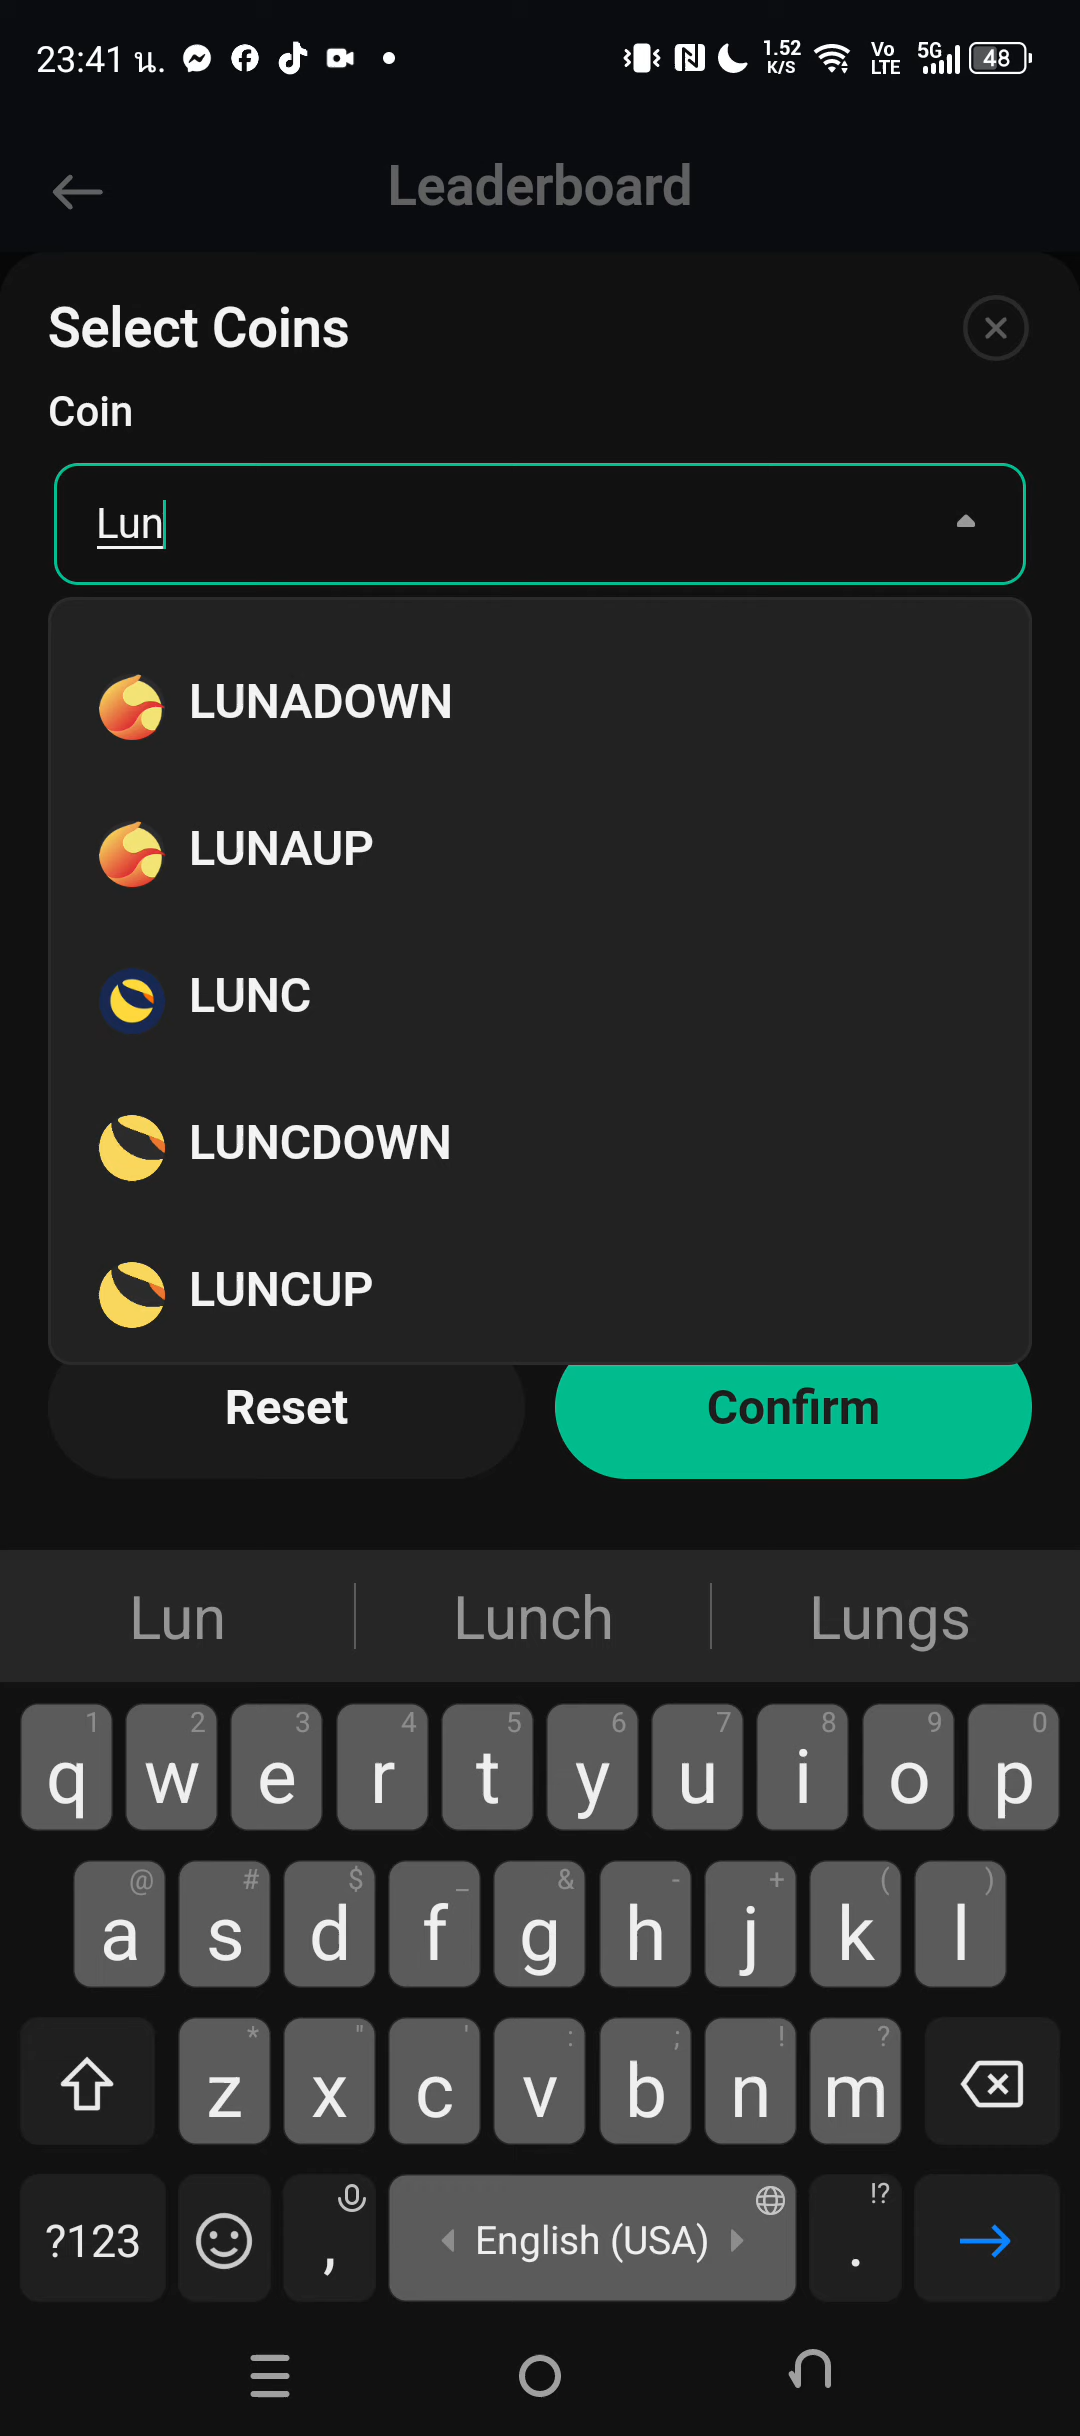 23:41 น. 1.52 K/S Vo LTE 5G 48
Leaderboard
Select Coins
Coin
Lun
LUNADOWN
LUNAUP
LUNC
LUNCDOWN
LUNCUP
Reset Confirm
Lun Lunch Lungs
1 2 3 4 5 6 7 8 9 0
q w e r t y u i o p
@ # $ _ & - + ( )
a s d f g h j k l
* " ' : ; ! ?
z x c v b n m
!?
?123 , English (USA) .